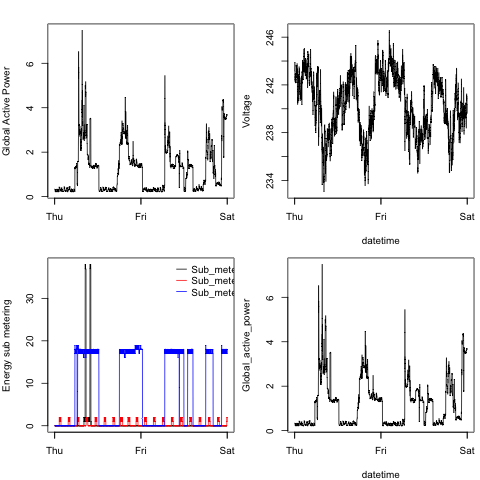 Global Active Power
0 2 4 6
Thu Fri Sat
Voltage
234 238 242 246
Thu Fri Sat
datetime
Energy sub metering
0 10 20 30
Sub_mete
Sub_mete
Sub_mete
Thu Fri Sat
Global_active_power
0 2 4 6
Thu Fri Sat
datetime